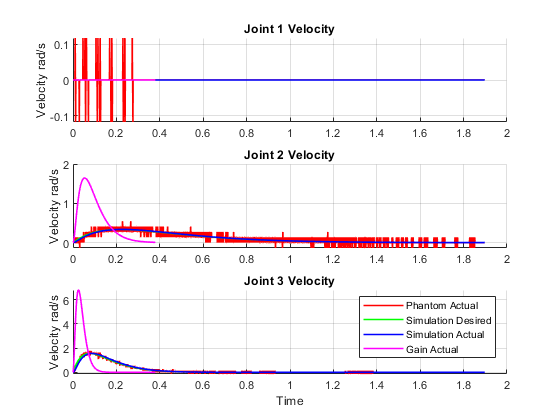 Joint 1 Velocity
Velocity rad/s
0.1
0
-0.1
0 0.2 0.4 0.6 0.8 1 1.2 1.4 1.6 1.8 2
Joint 2 Velocity
Velocity rad/s
2
1
0
0 0.2 0.4 0.6 0.8 1 1.2 1.4 1.6 1.8 2
Joint 3 Velocity
Velocity rad/s
6
4
2
0
Phantom Actual
Simulation Desired
Simulation Actual
Gain Actual
0 0.2 0.4 0.6 0.8 1 1.2 1.4 1.6 1.8 2
Time